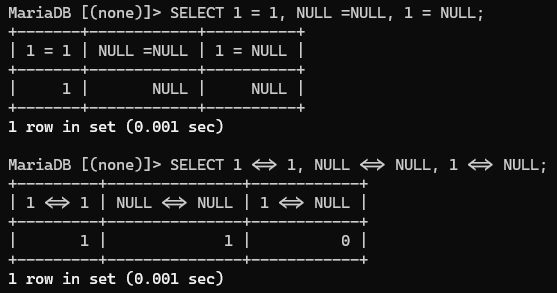 MariaDB [(none)]> SELECT 1 = 1, NULL =NULL, 1 = NULL;
+-------+------------+----------+
| 1 = 1 | NULL =NULL | 1 = NULL |
+-------+------------+----------+
|     1 |       NULL |     NULL |
+-------+------------+----------+
1 row in set (0.001 sec)

MariaDB [(none)]> SELECT 1 <=> 1, NULL <=> NULL, 1 <=> NULL;
+---------+---------------+------------+
| 1 <=> 1 | NULL <=> NULL | 1 <=> NULL |
+---------+---------------+------------+
|       1 |             1 |          0 |
+---------+---------------+------------+
1 row in set (0.001 sec)